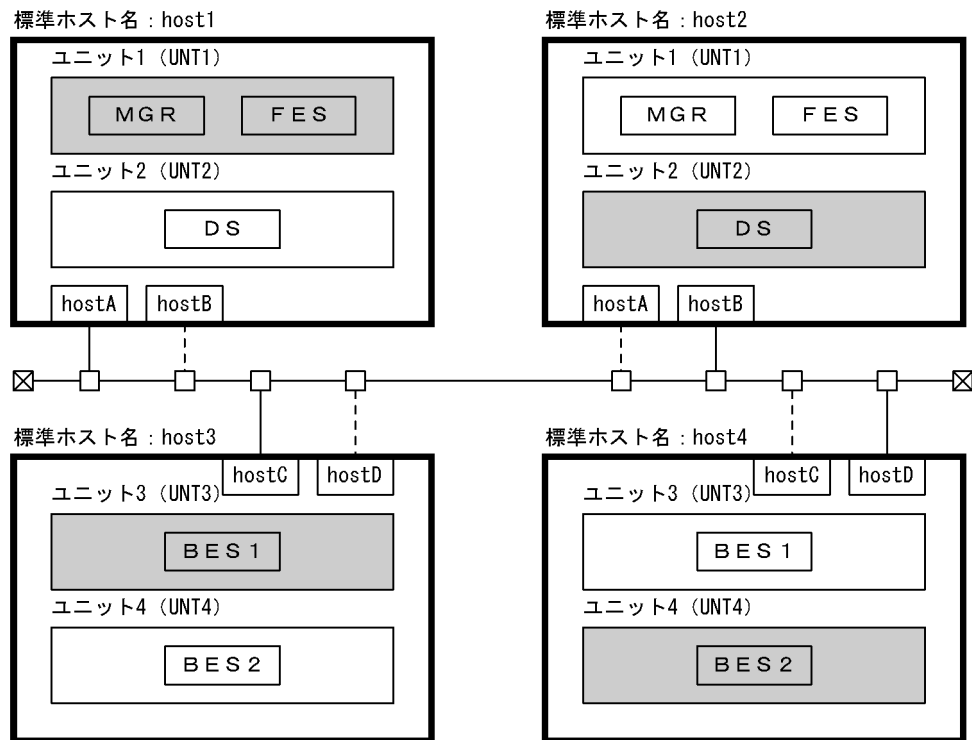 標準ホスト名：host1
ユニット1（UNT1）
ＭＧＲ ＦＥＳ
ユニット2（UNT2）
ＤＳ
hostA hostB
標準ホスト名：host2
ユニット1（UNT1）
ＭＧＲ ＦＥＳ
ユニット2（UNT2）
ＤＳ
hostA hostB
標準ホスト名：host3
hostC hostD
ユニット3（UNT3）
ＢＥＳ１
ユニット4（UNT4）
ＢＥＳ２
標準ホスト名：host4
hostC hostD
ユニット3（UNT3）
ＢＥＳ１
ユニット4（UNT4）
ＢＥＳ２